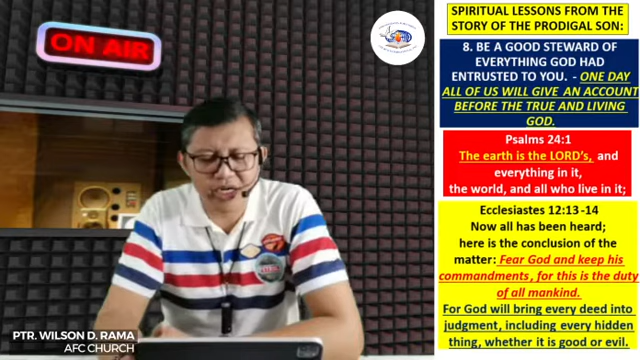 ON AIR
SPIRITUAL LESSONS FROM THE
STORY OF THE PRODIGAL SON:
8. BE A GOOD STEWARD OF
EVERYTHING GOD HAD
ENTRUSTED TO YOU. - ONE DAY
ALL OF US WILL GIVE AN ACCOUNT
BEFORE THE TRUE AND LIVING
GOD.
Psalms 24:1
The earth is the LORD's, and
everything in it,
the world, and all who live in it;
Ecclesiastes 12:13-14
Now all has been heard;
here is the conclusion of the
matter: Fear God and keep his
commandments, for this is the duty
of all mankind.
For God will bring every deed into
judgment, including every hidden
thing, whether it is good or evil.
PTR. WILSON D. RAMA
AFC CHURCH